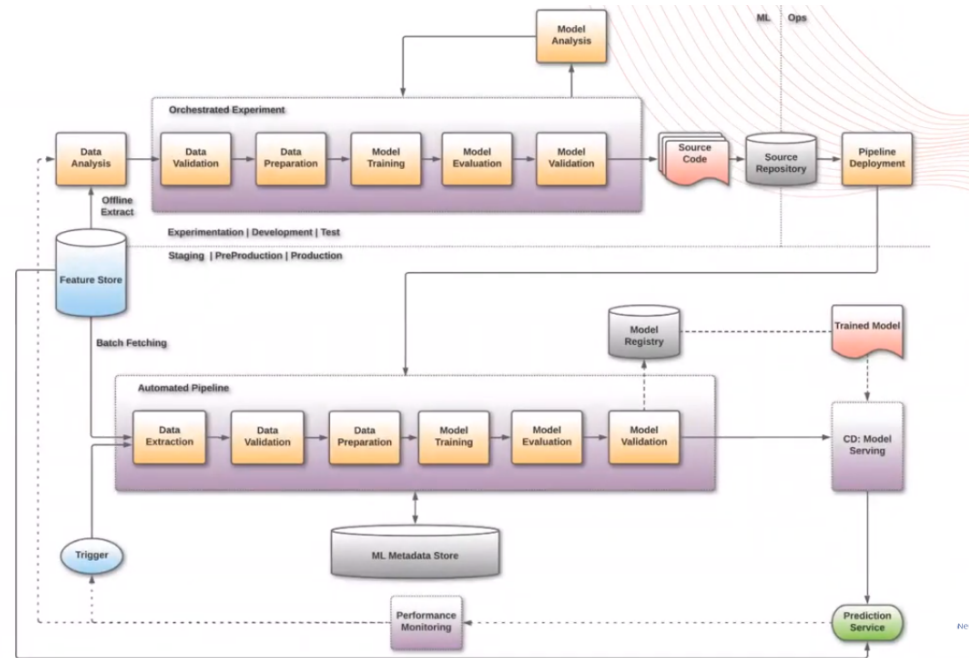 ML
Ops
Model
Analysis
Orchestrated Experiment
Data
Analysis
Data
Validation
Data
Preparation
Model
Training
Model
Evaluation
Model
Validation
Source
Code
Source
Repository
Pipeline
Deployment
Offline
Extract
Experimentation | Development | Test
Staging | PreProduction | Production
Feature Store
Batch Fetching
Model
Registry
Trained Model
Automated Pipeline
Data
Extraction
Data
Validation
Data
Preparation
Model
Training
Model
Evaluation
Model
Validation
CD: Model
Serving
Trigger
ML Metadata Store
Performance
Monitoring
Prediction
Service
Ne